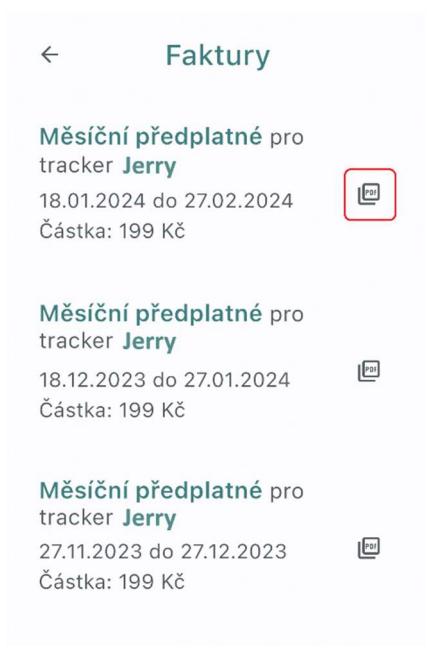 Faktury
Měsíční předplatné pro
tracker Jerry
18.01.2024 do 27.02.2024
Částka: 199 Kč
PDF
Měsíční předplatné pro
tracker Jerry
18.12.2023 do 27.01.2024
Částka: 199 Kč
PDF
Měsíční předplatné pro
tracker Jerry
27.11.2023 do 27.12.2023
Částka: 199 Kč
PDF